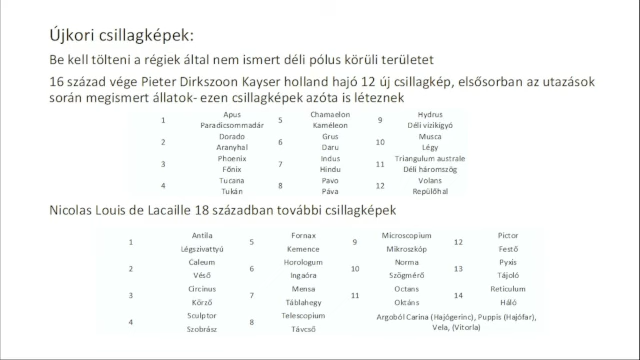 Újkori csillagképek:
Be kell tölteni a régiek által nem ismert déli pólus körüli területet
16 század vége Pieter Dirkszoon Kayser holland hajó 12 új csillagkép, elsősorban az utazások
során megismert állatok- ezen csillagképek azóta is léteznek
1 Apus Paradicsommadár 5 Chamaelon Kaméleon 9 Hydrus Déli vizikigyó
2 Dorado Aranyhal 6 Grus Daru 10 Musca Légy
3 Phoenix Főnix 7 Indus Hindu 11 Triangulum australe Déli háromszög
4 Tucana Tukán 8 Pavo Páva 12 Volans Repülőhal
Nicolas Louis de Lacaille 18 században további csillagképek
1 Antila Légszivattyú 5 Fornax Kemence 9 Microscopium Mikroszkóp 12 Pictor Festő
2 Caleum Véső 6 Horologum Ingaóra 10 Norma Szögmérő 13 Pyxis Tájoló
3 Circinus Körző 7 Mensa Táblahegy 11 Octans Oktáns 14 Reticulum Háló
4 Sculptor Szobrász 8 Telescopium Távcső Argoból Carina (Hajógerinc), Puppis (Hajófar), Vela, (Vitorla)